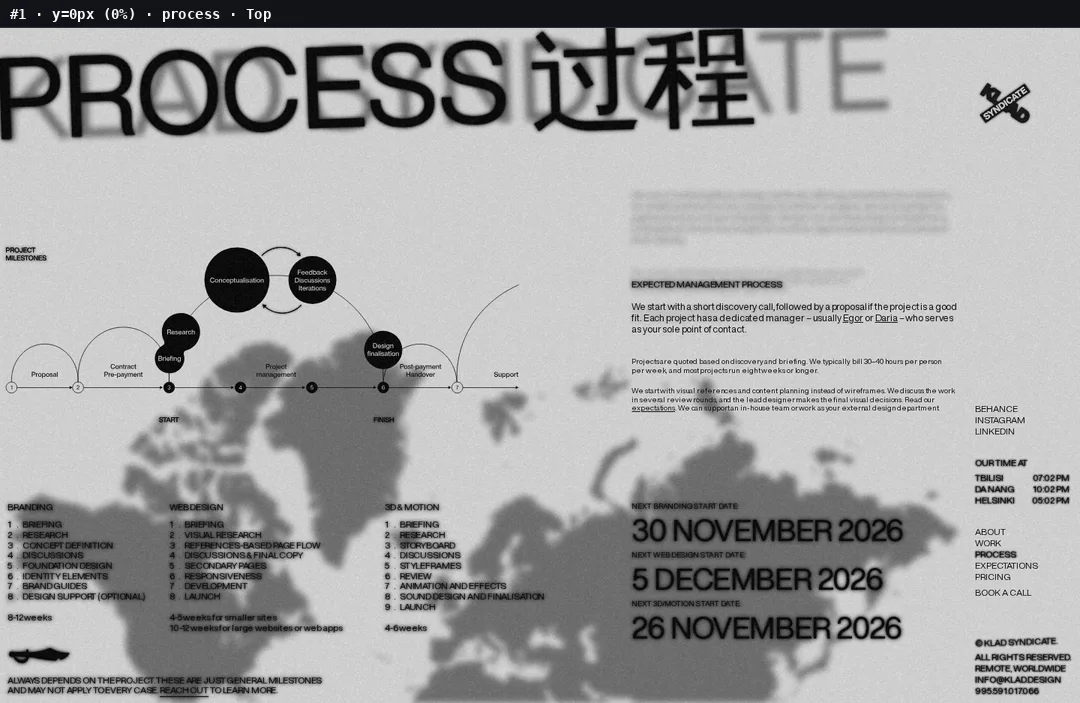 #1 · y=0px (0%) · process · Top
PROCESS 过程
KLAD SYNDICATE
KLAD
SYNDICATE
PROJECT
MILESTONES
Conceptualisation
Feedback
Discussions
Iterations
Research
Briefing
Design
finalisation
Proposal
Contract
Pre-payment
Project
management
Post-payment
Handover
Support
1 2 3 4 5 6 7
START
FINISH
EXPECTED MANAGEMENT PROCESS
We start with a short discovery call, followed by a proposal if the project is a good
fit. Each project has a dedicated manager – usually Egor or Daria – who serves
as your sole point of contact.
Projects are quoted based on discovery and briefing. We typically bill 30–40 hours per person
per week, and most projects run eight weeks or longer.
We start with visual references and content planning instead of wireframes. We discuss the work
in several review rounds, and the lead designer makes the final visual decisions. Read our
expectations. We can support an in-house team or work as your external design department.
BEHANCE
INSTAGRAM
LINKEDIN
OUR TIME AT
TBILISI 07:02 PM
DA NANG 10:02 PM
HELSINKI 05:02 PM
ABOUT
WORK
PROCESS
EXPECTATIONS
PRICING
BOOK A CALL
BRANDING
1 . BRIEFING
2 . RESEARCH
3 . CONCEPT DEFINITION
4 . DISCUSSIONS
5 . FOUNDATION DESIGN
6 . IDENTITY ELEMENTS
7 . BRAND GUIDES
8 . DESIGN SUPPORT (OPTIONAL)
8-12 weeks
WEB DESIGN
1 . BRIEFING
2 . VISUAL RESEARCH
3 . REFERENCES-BASED PAGE FLOW
4 . DISCUSSIONS & FINAL COPY
5 . SECONDARY PAGES
6 . RESPONSIVENESS
7 . DEVELOPMENT
8 . LAUNCH
4-5 weeks for smaller sites
10-12 weeks for large websites or web apps
3D & MOTION
1 . BRIEFING
2 . RESEARCH
3 . STORYBOARD
4 . DISCUSSIONS
5 . STYLEFRAMES
6 . REVIEW
7 . ANIMATION AND EFFECTS
8 . SOUND DESIGN AND FINALISATION
9 . LAUNCH
4-6 weeks
NEXT BRANDING START DATE:
30 NOVEMBER 2026
NEXT WEB DESIGN START DATE:
5 DECEMBER 2026
NEXT 3D/MOTION START DATE:
26 NOVEMBER 2026
ALWAYS DEPENDS ON THE PROJECT. THESE ARE JUST GENERAL MILESTONES
AND MAY NOT APPLY TO EVERY CASE. REACH OUT TO LEARN MORE.
© KLAD SYNDICATE.
ALL RIGHTS RESERVED.
REMOTE, WORLDWIDE
INFO@KLAD.DESIGN
995.591.017.066